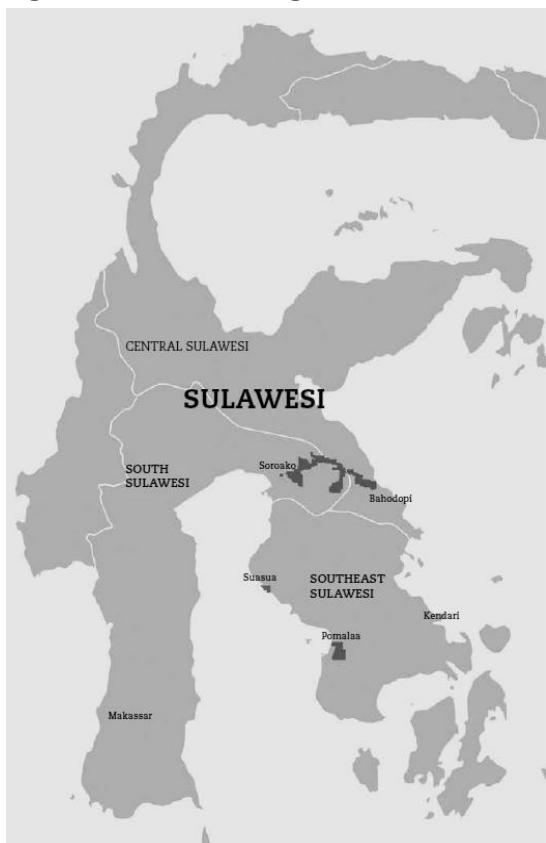 CENTRAL SULAWESI
SULAWESI
Soroako
SOUTH
SULAWESI
Bahodopi
Suasua
SOUTHEAST
SULAWESI
Kendari
Pomalaa
Makassar